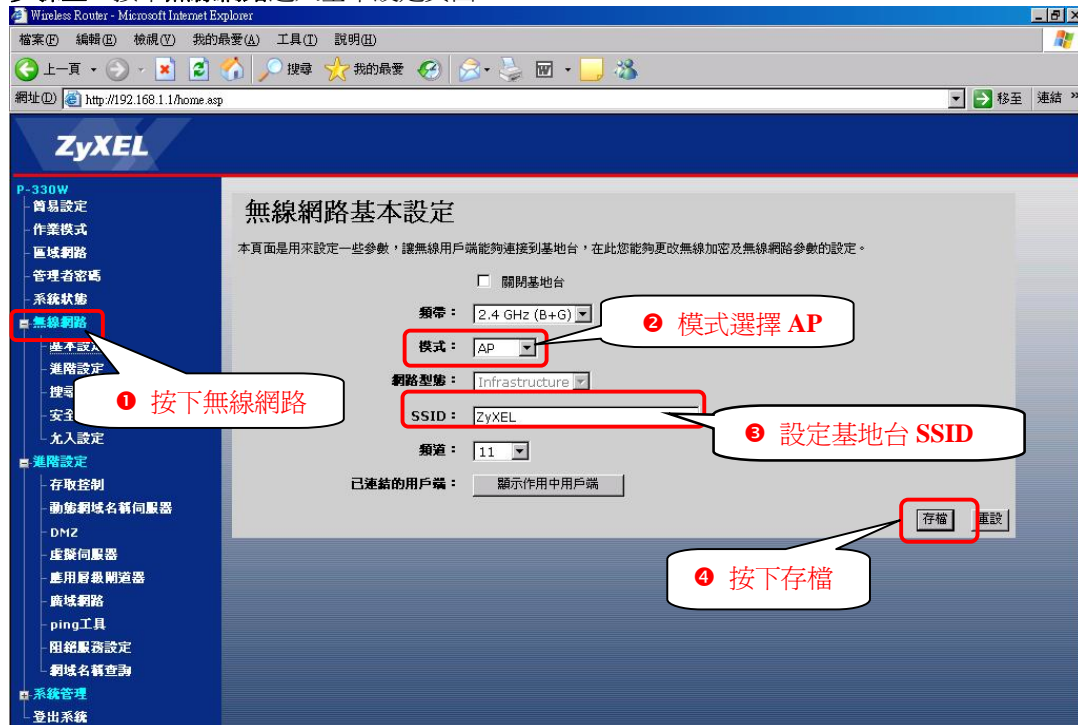 Wireless Router - Microsoft Internet Explorer
檔案(F) 編輯(E) 檢視(V) 我的最愛(A) 工具(T) 說明(H)
上一頁 搜尋 我的最愛
網址(D) http://192.168.1.1/home.asp 移至 連結 »
ZyXEL
P-330W
簡易設定
作業模式
區域網路
管理者密碼
系統狀態
無線網路
基本設定
進階設定
搜尋
安全
允入設定
進階設定
存取控制
動態網域名稱伺服器
DMZ
虛擬伺服器
應用層級閘道器
廣域網路
ping工具
阻絕服務設定
網域名稱查詢
系統管理
登出系統
無線網路基本設定
本頁面是用來設定一些參數，讓無線用戶端能夠連接到基地台，在此您能夠更改無線加密及無線網路參數的設定。
關閉基地台
頻帶： 2.4 GHz (B+G)
模式： AP
網路型態： Infrastructure
SSID： ZyXEL
頻道： 11
已連結的用戶端： 顯示作用中用戶端
存檔 重設
❶ 按下無線網路
❷ 模式選擇 AP
❸ 設定基地台 SSID
❹ 按下存檔